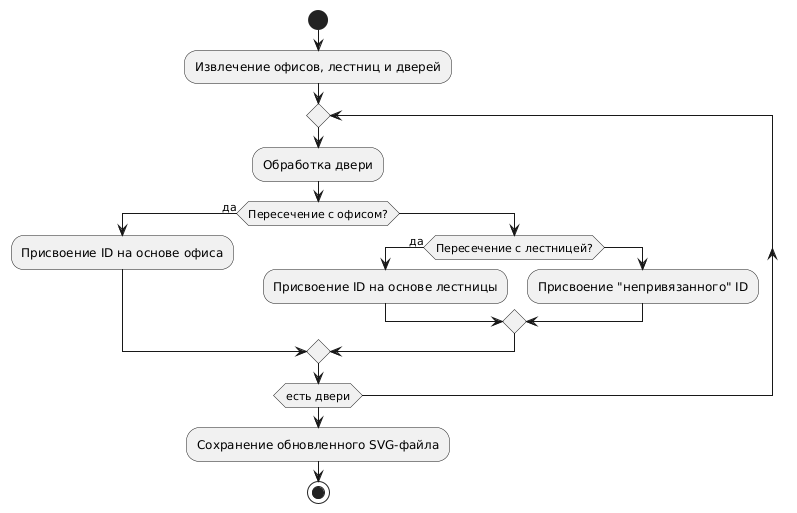 Извлечение офисов, лестниц и дверей
Обработка двери
да
Пересечение с офисом?
Присвоение ID на основе офиса
да
Пересечение с лестницей?
Присвоение ID на основе лестницы
Присвоение "непривязанного" ID
есть двери
Сохранение обновленного SVG-файла